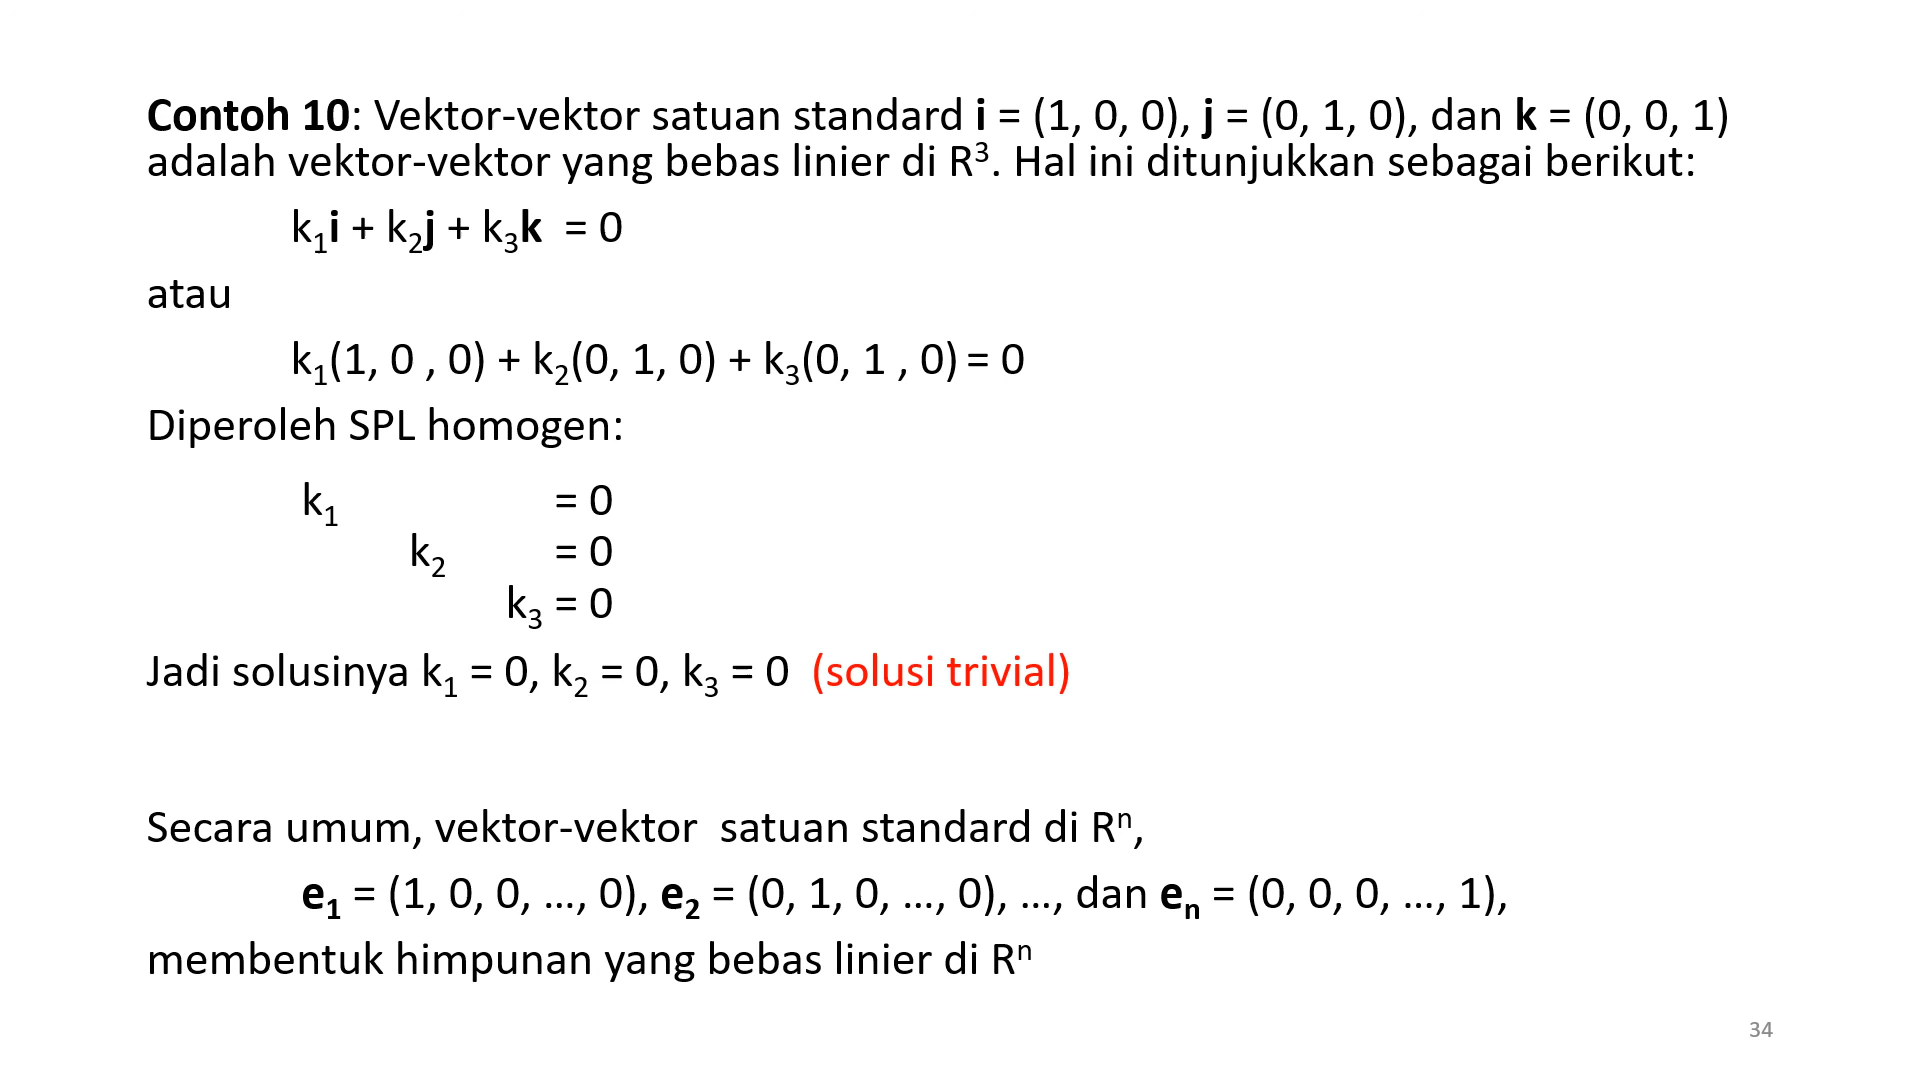 Contoh 10: Vektor-vektor satuan standard i = (1, 0, 0), j = (0, 1, 0), dan k = (0, 0, 1)
adalah vektor-vektor yang bebas linier di R³. Hal ini ditunjukkan sebagai berikut:
k₁i + k₂j + k₃k = 0
atau
k₁(1, 0 , 0) + k₂(0, 1, 0) + k₃(0, 1 , 0) = 0
Diperoleh SPL homogen:
k₁ = 0
k₂ = 0
k₃ = 0
Jadi solusinya k₁ = 0, k₂ = 0, k₃ = 0 (solusi trivial)
Secara umum, vektor-vektor satuan standard di Rⁿ,
e₁ = (1, 0, 0, ..., 0), e₂ = (0, 1, 0, ..., 0), ..., dan eₙ = (0, 0, 0, ..., 1),
membentuk himpunan yang bebas linier di Rⁿ
34